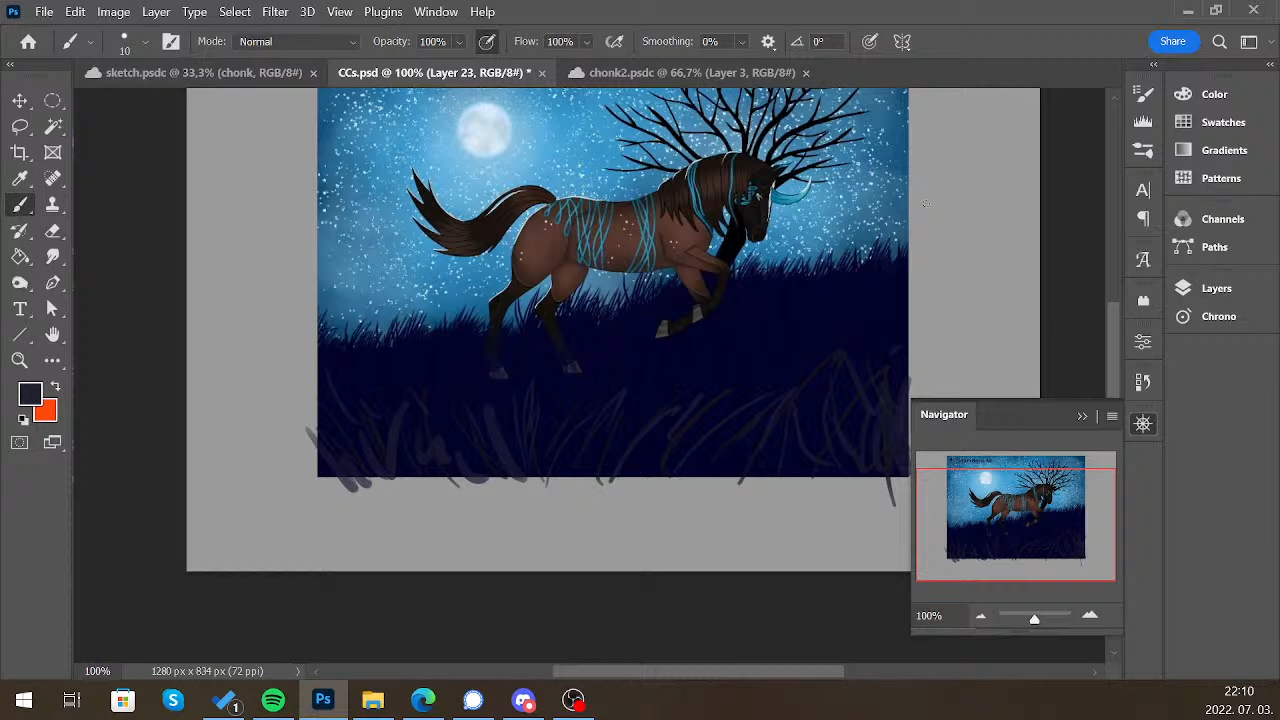 Ps File Edit Image Layer Type Select Filter 3D View Plugins Window Help
10 Mode: Normal Opacity: 100% Flow: 100% Smoothing: 0% 0° Share
sketch.psdc @ 33,3% (chonk, RGB/8#) × CCs.psd @ 100% (Layer 23, RGB/8#) * × chonk2.psdc @ 66,7% (Layer 3, RGB/8#) ×
Color
Swatches
Gradients
Patterns
Channels
Paths
Layers
Chrono
Navigator
100%
100% 1280 px x 834 px (72 ppi)
1
Ps
22:10
2022. 07. 03.